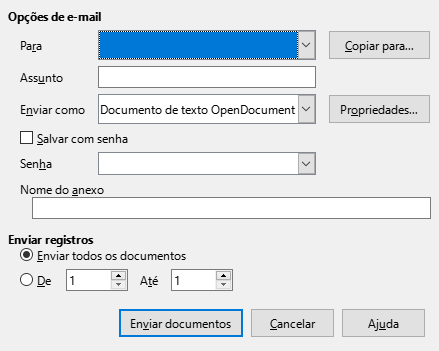 Opções de e-mail
Para
Copiar para...
Assunto
Enviar como Documento de texto OpenDocument Propriedades...
Salvar com senha
Senha
Nome do anexo
Enviar registros
Enviar todos os documentos
De 1 Até 1
Enviar documentos Cancelar Ajuda